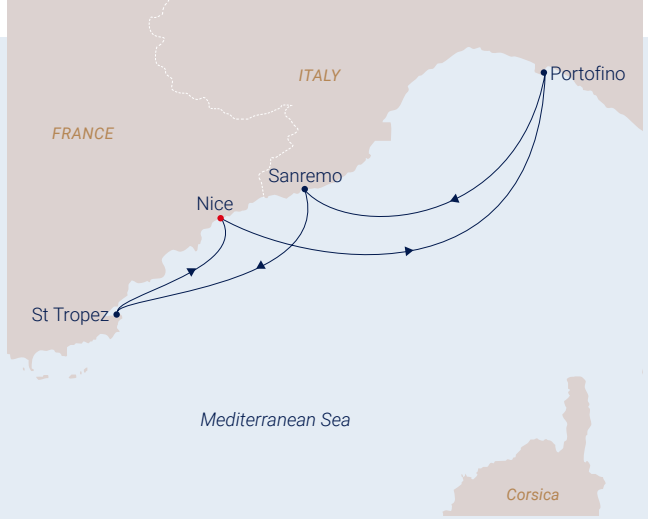 ITALY
Portofino
FRANCE
Sanremo
Nice
St Tropez
Mediterranean Sea
Corsica